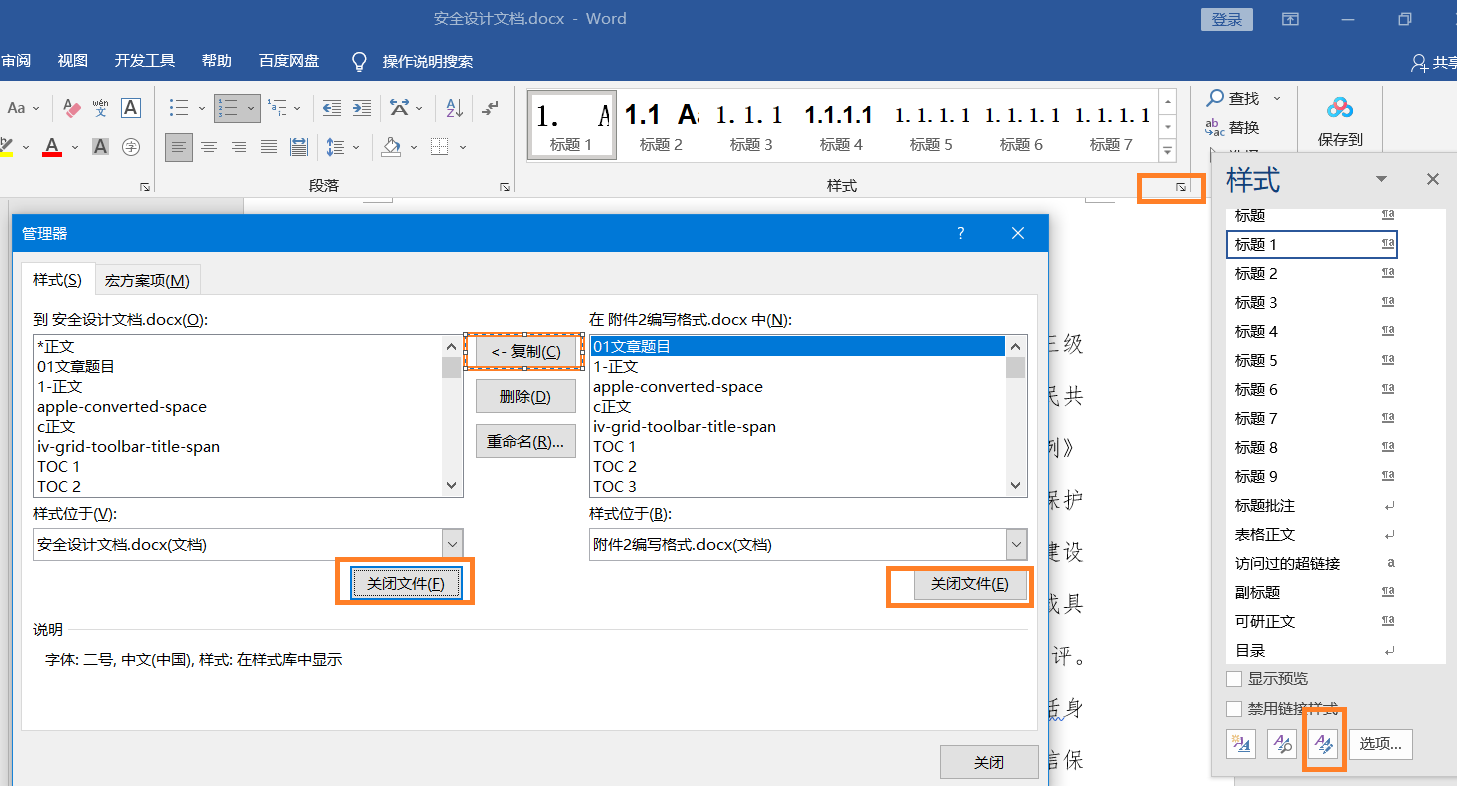 安全设计文档.docx - Word
登录
审阅 视图 开发工具 帮助 百度网盘 操作说明搜索
Aa
wén
文
A
A
A
字
段落
1.
标题 1
1.1
标题 2
1.1.1
标题 3
1.1.1.1
标题 4
1.1.1.1
标题 5
1.1.1.1
标题 6
1.1.1.1
标题 7
样式
查找
替换
保存到
管理器
?
样式(S) 宏方案项(M)
到 安全设计文档.docx(O):
*正文
01文章题目
1-正文
apple-converted-space
c正文
iv-grid-toolbar-title-span
TOC 1
TOC 2
样式位于(V):
安全设计文档.docx(文档)
关闭文件(F)
<- 复制(C)
删除(D)
重命名(R)...
在 附件2编写格式.docx 中(N):
01文章题目
1-正文
apple-converted-space
c正文
iv-grid-toolbar-title-span
TOC 1
TOC 2
TOC 3
样式位于(B):
附件2编写格式.docx(文档)
关闭文件(E)
说明
字体: 二号, 中文(中国), 样式: 在样式库中显示
关闭
三级
民共
例》
保护
建设
戈具
评。
身
信保
样式
标题
标题 1
标题 2
标题 3
标题 4
标题 5
标题 6
标题 7
标题 8
标题 9
标题批注
表格正文
访问过的超链接 a
副标题
可研正文
目录
显示预览
禁用链接样式
选项...